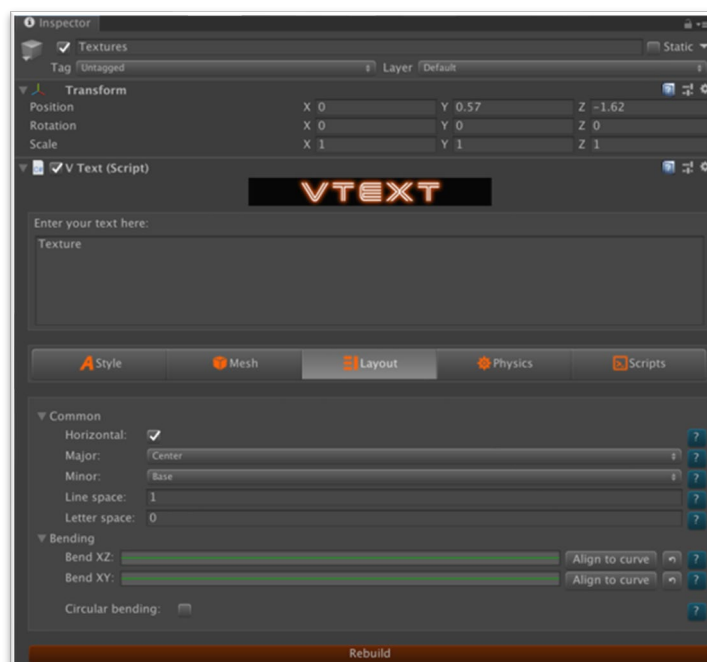 Inspector
Textures Static
Tag Untagged Layer Default
Transform
Position X 0 Y 0.57 Z -1.62
Rotation X 0 Y 0 Z 0
Scale X 1 Y 1 Z 1
V Text (Script)
VTEXT
Enter your text here:
Texture
Style Mesh Layout Physics Scripts
Common
Horizontal: ?
Major: Center ?
Minor: Base ?
Line space: 1 ?
Letter space: 0 ?
Bending
Bend XZ: Align to curve ?
Bend XY: Align to curve ?
Circular bending: ?
Rebuild